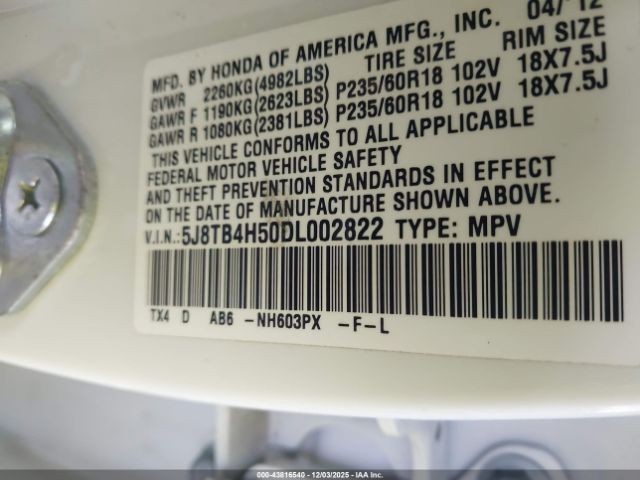 MFD. BY HONDA OF AMERICA MFG., INC. 04/'12
GVWR 2260KG(4982LBS) TIRE SIZE RIM SIZE
GAWR F 1190KG(2623LBS) P235/60R18 102V 18X7.5J
GAWR R 1080KG(2381LBS) P235/60R18 102V 18X7.5J
THIS VEHICLE CONFORMS TO ALL APPLICABLE
FEDERAL MOTOR VEHICLE SAFETY
AND THEFT PREVENTION STANDARDS IN EFFECT
ON THE DATE OF MANUFACTURE SHOWN ABOVE.
V.I.N.:5J8TB4H50DL002822 TYPE: MPV
TX4 D AB6 -NH603PX -F-L
000-43816540 - 12/03/2025 - IAA Inc.